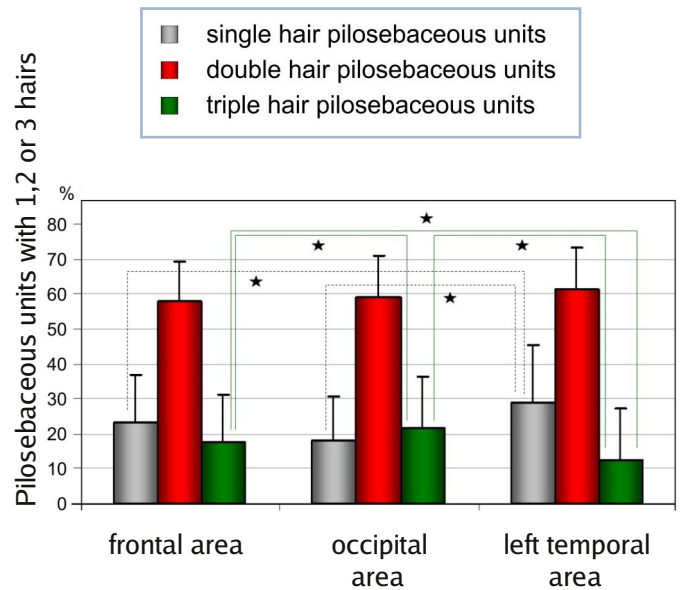 single hair pilosebaceous units
double hair pilosebaceous units
triple hair pilosebaceous units
Pilosebaceous units with 1,2 or 3 hairs
%
80
70
60
50
40
30
20
10
0
frontal area
occipital
area
left temporal
area